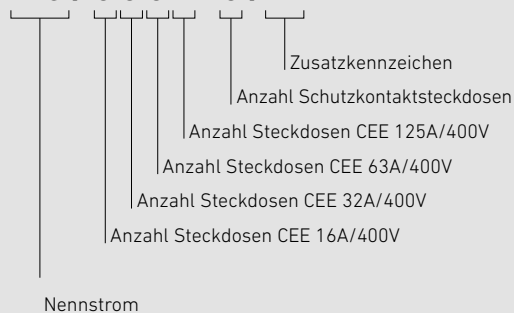 Zusatzkennzeichen
Anzahl Schutzkontaktsteckdosen
Anzahl Steckdosen CEE 125A/400V
Anzahl Steckdosen CEE 63A/400V
Anzahl Steckdosen CEE 32A/400V
Anzahl Steckdosen CEE 16A/400V
Nennstrom